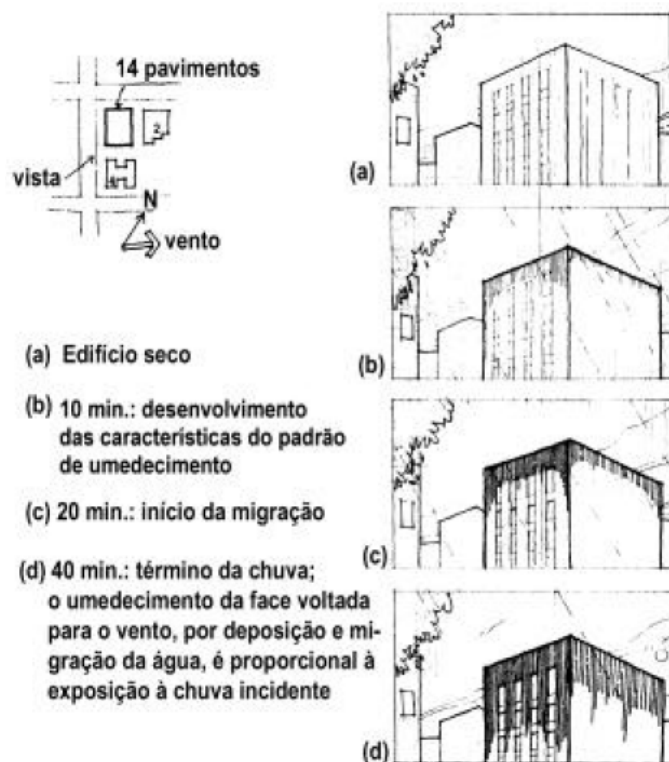 14 pavimentos
2
vista
N
vento
(a) Edifício seco
(b) 10 min.: desenvolvimento
das características do padrão
de umedecimento
(c) 20 min.: início da migração
(d) 40 min.: término da chuva;
o umedecimento da face voltada
para o vento, por deposição e mi-
gração da água, é proporcional à
exposição à chuva incidente
(a)
(b)
(c)
(d)